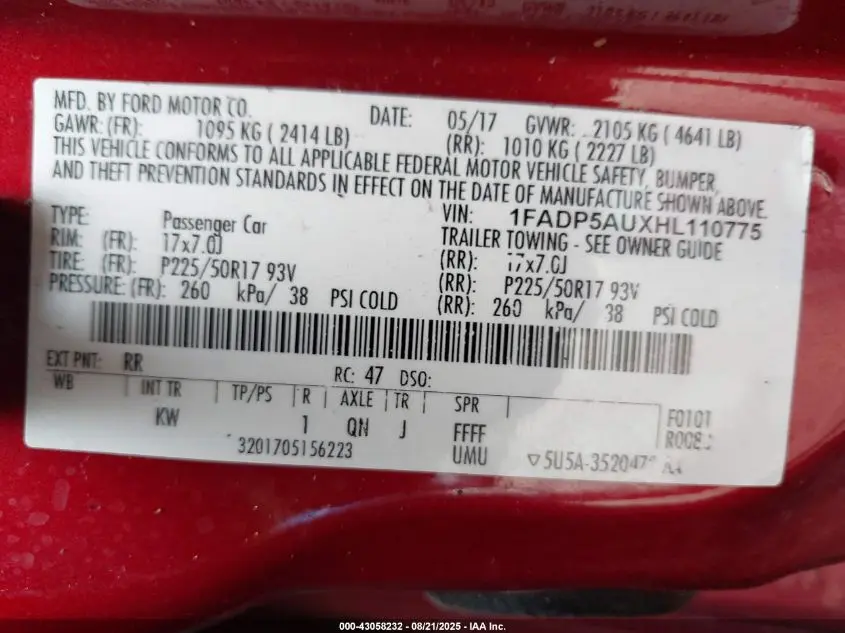 MFD. BY FORD MOTOR CO. DATE: 05/17 GVWR: 2105 KG ( 4641 LB)
GAWR: (FR): 1095 KG ( 2414 LB) (RR): 1010 KG ( 2227 LB)
THIS VEHICLE CONFORMS TO ALL APPLICABLE FEDERAL MOTOR VEHICLE SAFETY, BUMPER,
AND THEFT PREVENTION STANDARDS IN EFFECT ON THE DATE OF MANUFACTURE SHOWN ABOVE.
VIN: 1FADP5AUXHL110775
TYPE: Passenger Car TRAILER TOWING - SEE OWNER GUIDE
RIM: (FR): 17x7.0J (RR): 17x7.0J
TIRE: (FR): P225/50R17 93V (RR): P225/50R17 93V
PRESSURE: (FR): 260 kPa/ 38 PSI COLD (RR): 260 kPa/ 38 PSI COLD
EXT PNT: RR RC: 47 DSO:
WB INT TR TP/PS R AXLE TR SPR
KW 1 QN J FFFF
F0101
3201705156223 UMU
000-43058232 - 08/21/2025 - IAA Inc.